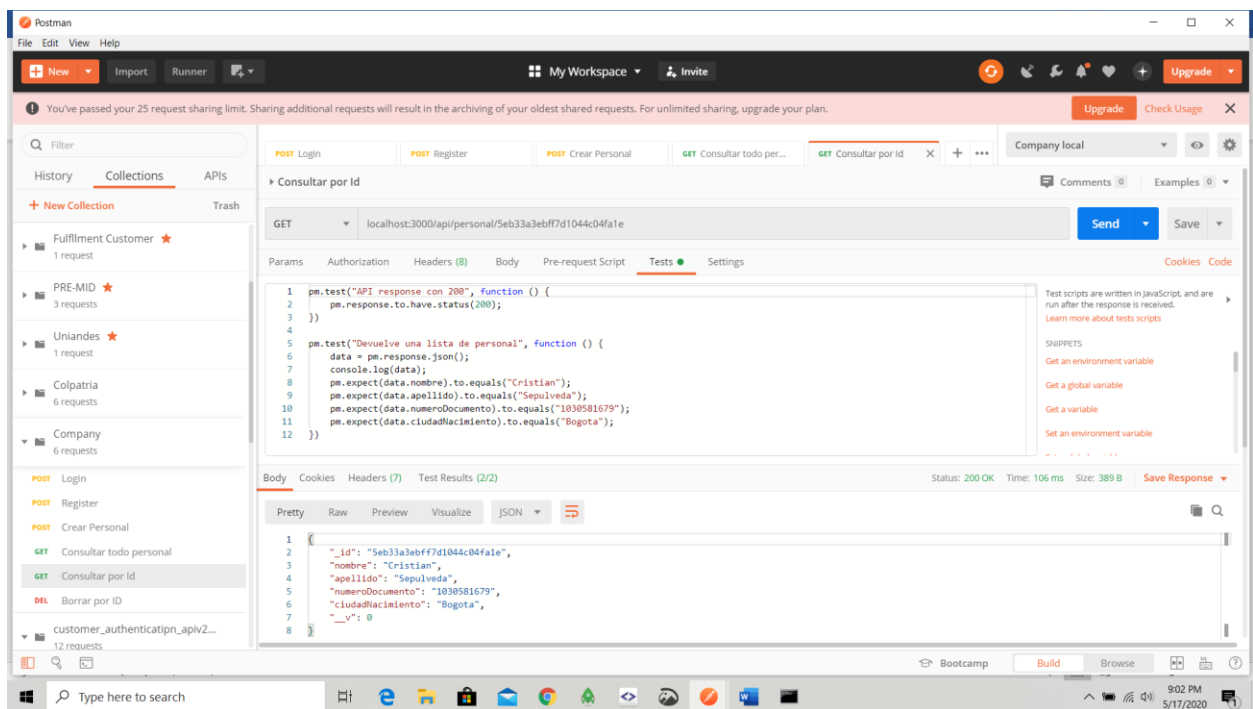 Postman
File Edit View Help
New Import Runner My Workspace Invite Upgrade
You've passed your 25 request sharing limit. Sharing additional requests will result in the archiving of your oldest shared requests. For unlimited sharing, upgrade your plan. Upgrade Check Usage
Filter
History Collections APIs
+ New Collection Trash
Fulfllment Customer
1 request
PRE-MID
3 requests
Uniandes
1 request
Colpatria
6 requests
Company
6 requests
POST Login
POST Register
POST Crear Personal
GET Consultar todo personal
GET Consultar por Id
DEL Borrar por ID
customer_authenticatipn_apiv2...
12 requests
POST Login POST Register POST Crear Personal GET Consultar todo per... GET Consultar por Id
Company local
Consultar por Id Comments 0 Examples 0
GET localhost:3000/api/personal/5eb33a3ebff7d1044c04fa1e Send Save
Params Authorization Headers (8) Body Pre-request Script Tests Settings Cookies Code
1 pm.test("API response con 200", function () {
2 pm.response.to.have.status(200);
3 })
4
5 pm.test("Devuelve una lista de personal", function () {
6 data = pm.response.json();
7 console.log(data);
8 pm.expect(data.nombre).to.equals("Cristian");
9 pm.expect(data.apellido).to.equals("Sepulveda");
10 pm.expect(data.numeroDocumento).to.equals("1030581679");
11 pm.expect(data.ciudadNacimiento).to.equals("Bogota");
12 })
Test scripts are written in JavaScript, and are
run after the response is received.
Learn more about tests scripts
SNIPPETS
Get an environment variable
Get a global variable
Get a variable
Set an environment variable
Body Cookies Headers (7) Test Results (2/2) Status: 200 OK Time: 106 ms Size: 389 B Save Response
Pretty Raw Preview Visualize JSON
1 {
2 "_id": "5eb33a3ebff7d1044c04fa1e",
3 "nombre": "Cristian",
4 "apellido": "Sepulveda",
5 "numeroDocumento": "1030581679",
6 "ciudadNacimiento": "Bogota",
7 "__v": 0
8 }
Bootcamp Build Browse
Type here to search
9:02 PM
5/17/2020